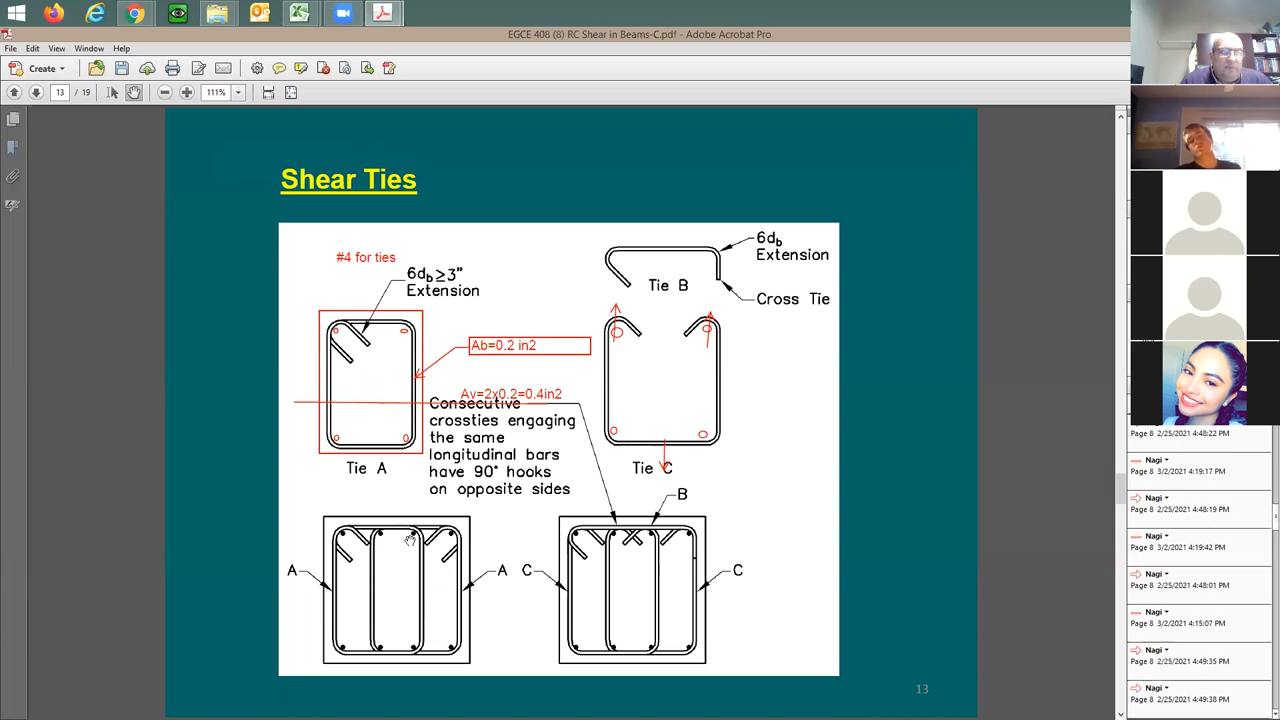 EGCE 408 (8) RC Shear in Beams-C.pdf - Adobe Acrobat Pro
File Edit View Window Help
Create
13 / 19
111%
Shear Ties
#4 for ties
6db≥3"
Extension
6db
Extension
Tie B
Cross Tie
Ab=0.2 in2
Av=2x0.2=0.4in2
Consecutive
crossties engaging
the same
longitudinal bars
have 90° hooks
on opposite sides
Tie A
Tie C
B
A
A
C
C
13
Page 8 2/25/2021 4:48:22 PM
Nagi
Page 8 3/2/2021 4:19:17 PM
Nagi
Page 8 2/25/2021 4:48:19 PM
Nagi
Page 8 3/2/2021 4:19:42 PM
Nagi
Page 8 2/25/2021 4:48:01 PM
Nagi
Page 8 3/2/2021 4:15:07 PM
Nagi
Page 8 2/25/2021 4:49:35 PM
Nagi
Page 8 2/25/2021 4:49:38 PM